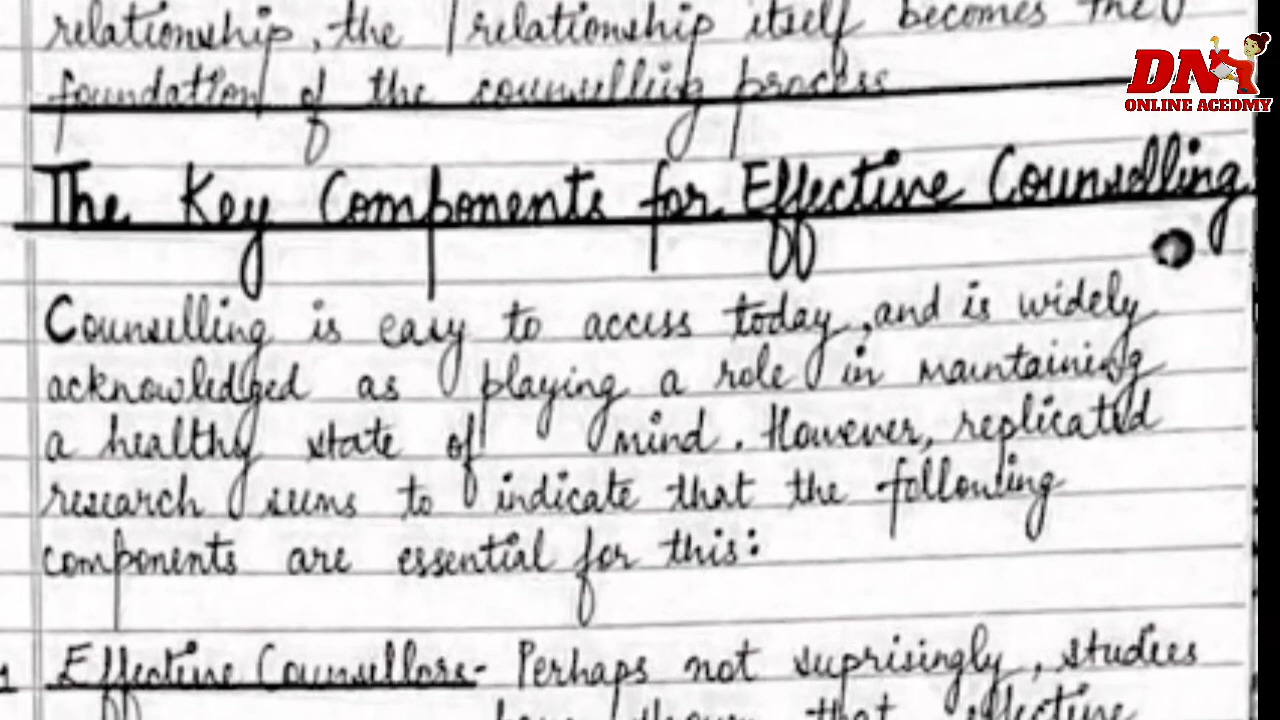 relationship, the relationship itself becomes the
foundation of the counselling process
DN
ONLINE ACEDMY
The Key Components for Effective Counselling
Counselling is easy to access today, and is widely
acknowledged as playing a role in maintaining
a healthy state of mind. However, replicated
research seems to indicate that the following
components are essential for this:
Effective Counsellors- Perhaps not suprisingly, studies
have shown that effective